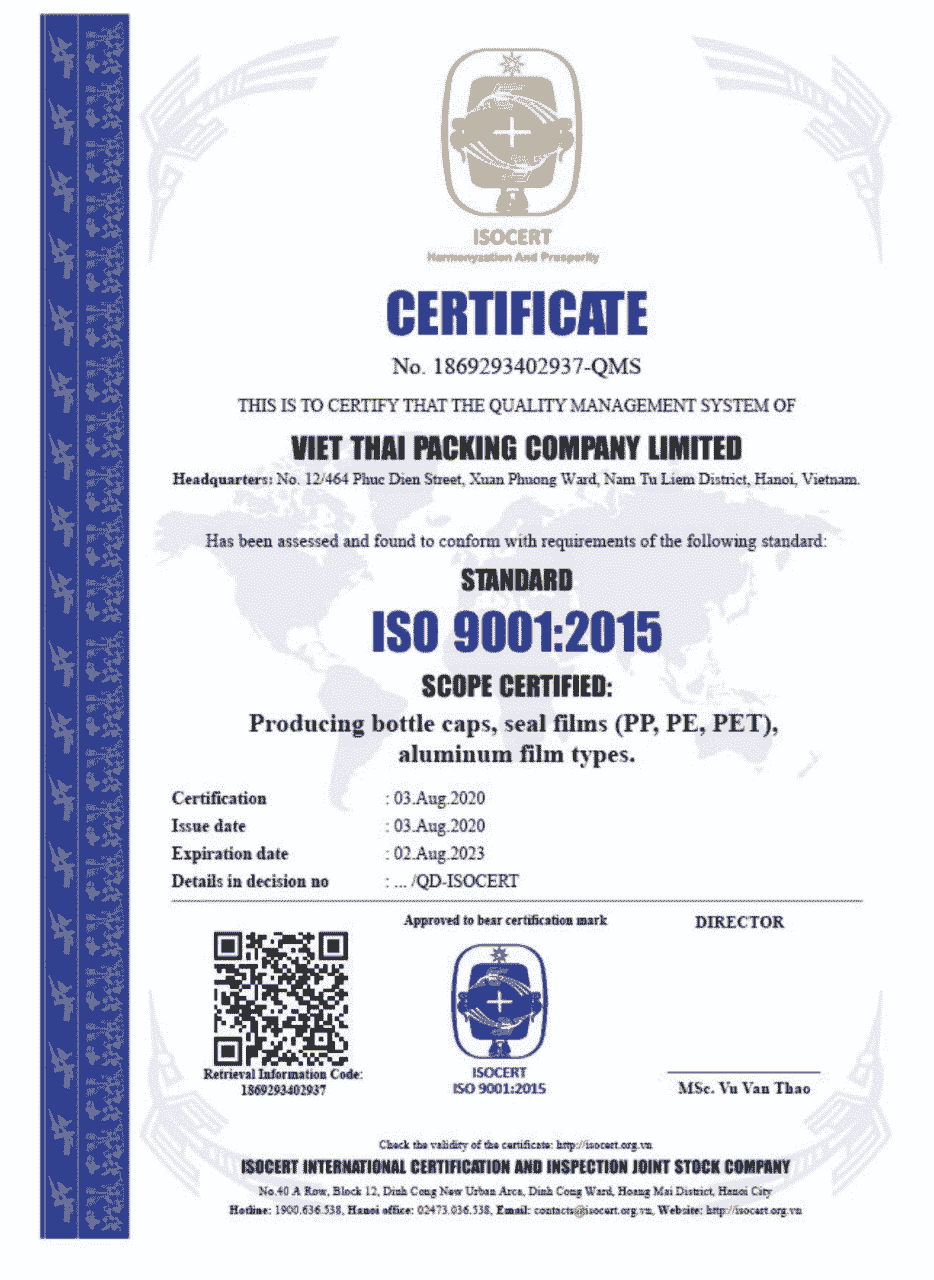 ISOCERT
Harmonyzation And Prosperity
CERTIFICATE
No. 1869293402937-QMS
THIS IS TO CERTIFY THAT THE QUALITY MANAGEMENT SYSTEM OF
VIET THAI PACKING COMPANY LIMITED
Headquarters: No. 12/464 Phuc Dien Street, Xuan Phuong Ward, Nam Tu Liem District, Hanoi, Vietnam.
Has been assessed and found to conform with requirements of the following standard:
STANDARD
ISO 9001:2015
SCOPE CERTIFIED:
Producing bottle caps, seal films (PP, PE, PET),
aluminum film types.
Certification : 03.Aug.2020
Issue date : 03.Aug.2020
Expiration date : 02.Aug.2023
Details in decision no : ... /QD-ISOCERT
Approved to bear certification mark
DIRECTOR
ISOCERT
ISO 9001:2015
Retrieval Information Code:
1869293402937
MSc. Vu Van Thao
Check the validity of the certificate: http://isocert.org.vn
ISOCERT INTERNATIONAL CERTIFICATION AND INSPECTION JOINT STOCK COMPANY
No.40 A Row, Block 12, Dinh Cong New Urban Area, Dinh Cong Ward, Hoang Mai District, Hanoi City
Hotline: 1900.636.538, Hanoi office: 02473.036.538, Email: contacts@isocert.org.vn, Website: http://isocert.org.vn